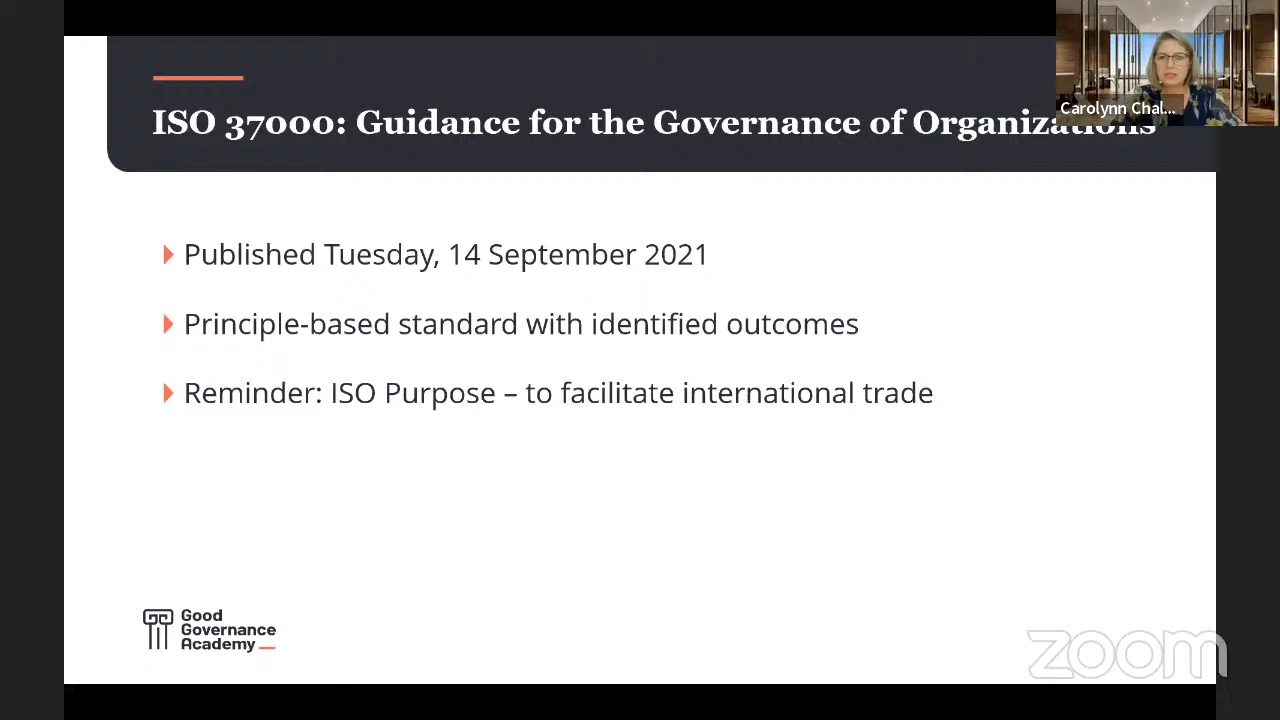 ISO 37000: Guidance for the Governance of Organizations
Carolynn Chal...
Published Tuesday, 14 September 2021
Principle-based standard with identified outcomes
Reminder: ISO Purpose – to facilitate international trade
Good
Governance
Academy
zoom